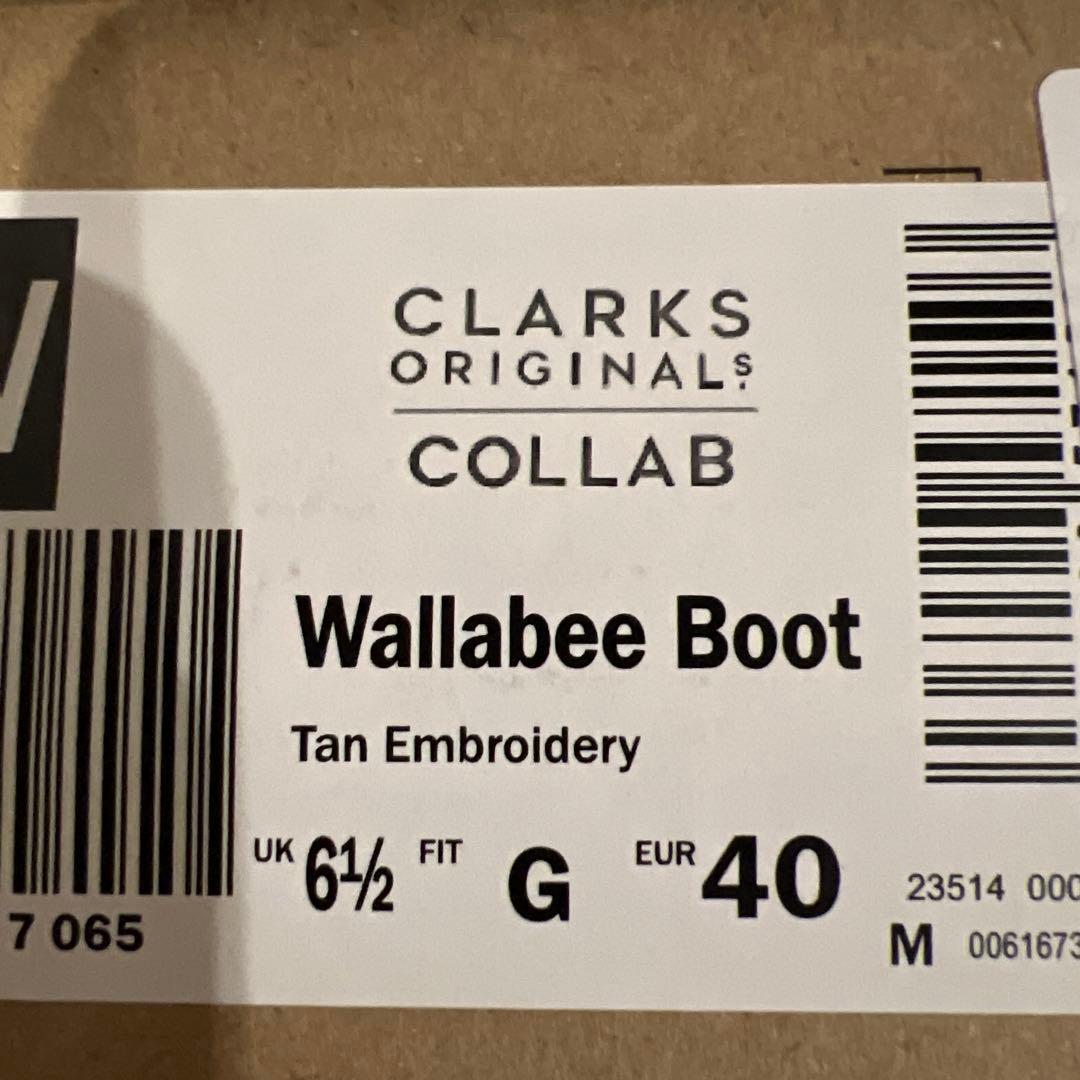 CLARKS
ORIGINALS.
COLLAB
Wallabee Boot
Tan Embroidery
UK 6½ FIT G EUR 40
7 065
23514 000
M 0061673